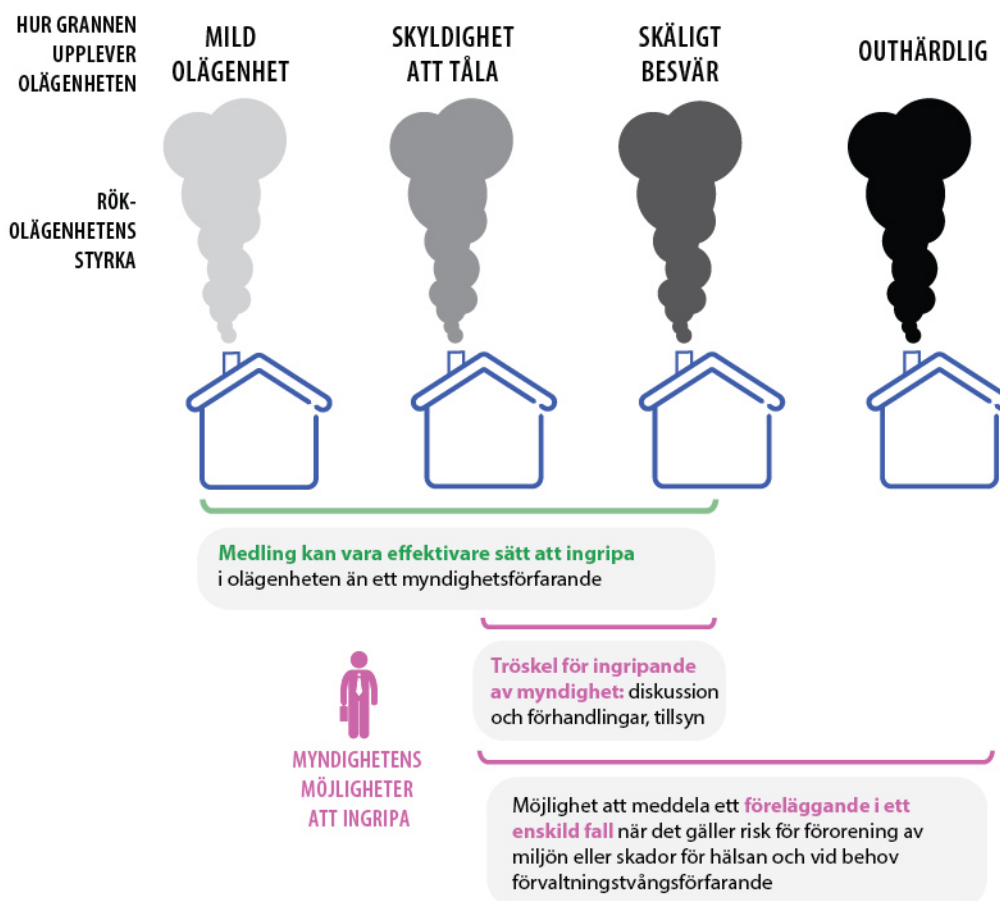 HUR GRANNEN
UPPLEVER
OLÄGENHETEN
MILD
OLÄGENHET
SKYLDIGHET
ATT TÅLA
SKÄLIGT
BESVÄR
OUTHÄRDLIG
RÖK-
OLÄGENHETENS
STYRKA
Medling kan vara effektivare sätt att ingripa
i olägenheten än ett myndighetsförfarande
Tröskel för ingripande
av myndighet: diskussion
och förhandlingar, tillsyn
MYNDIGHETENS
MÖJLIGHETER
ATT INGRIPA
Möjlighet att meddela ett föreläggande i ett
enskild fall när det gäller risk för förorening av
miljön eller skador för hälsan och vid behov
förvaltningstvångsförfarande